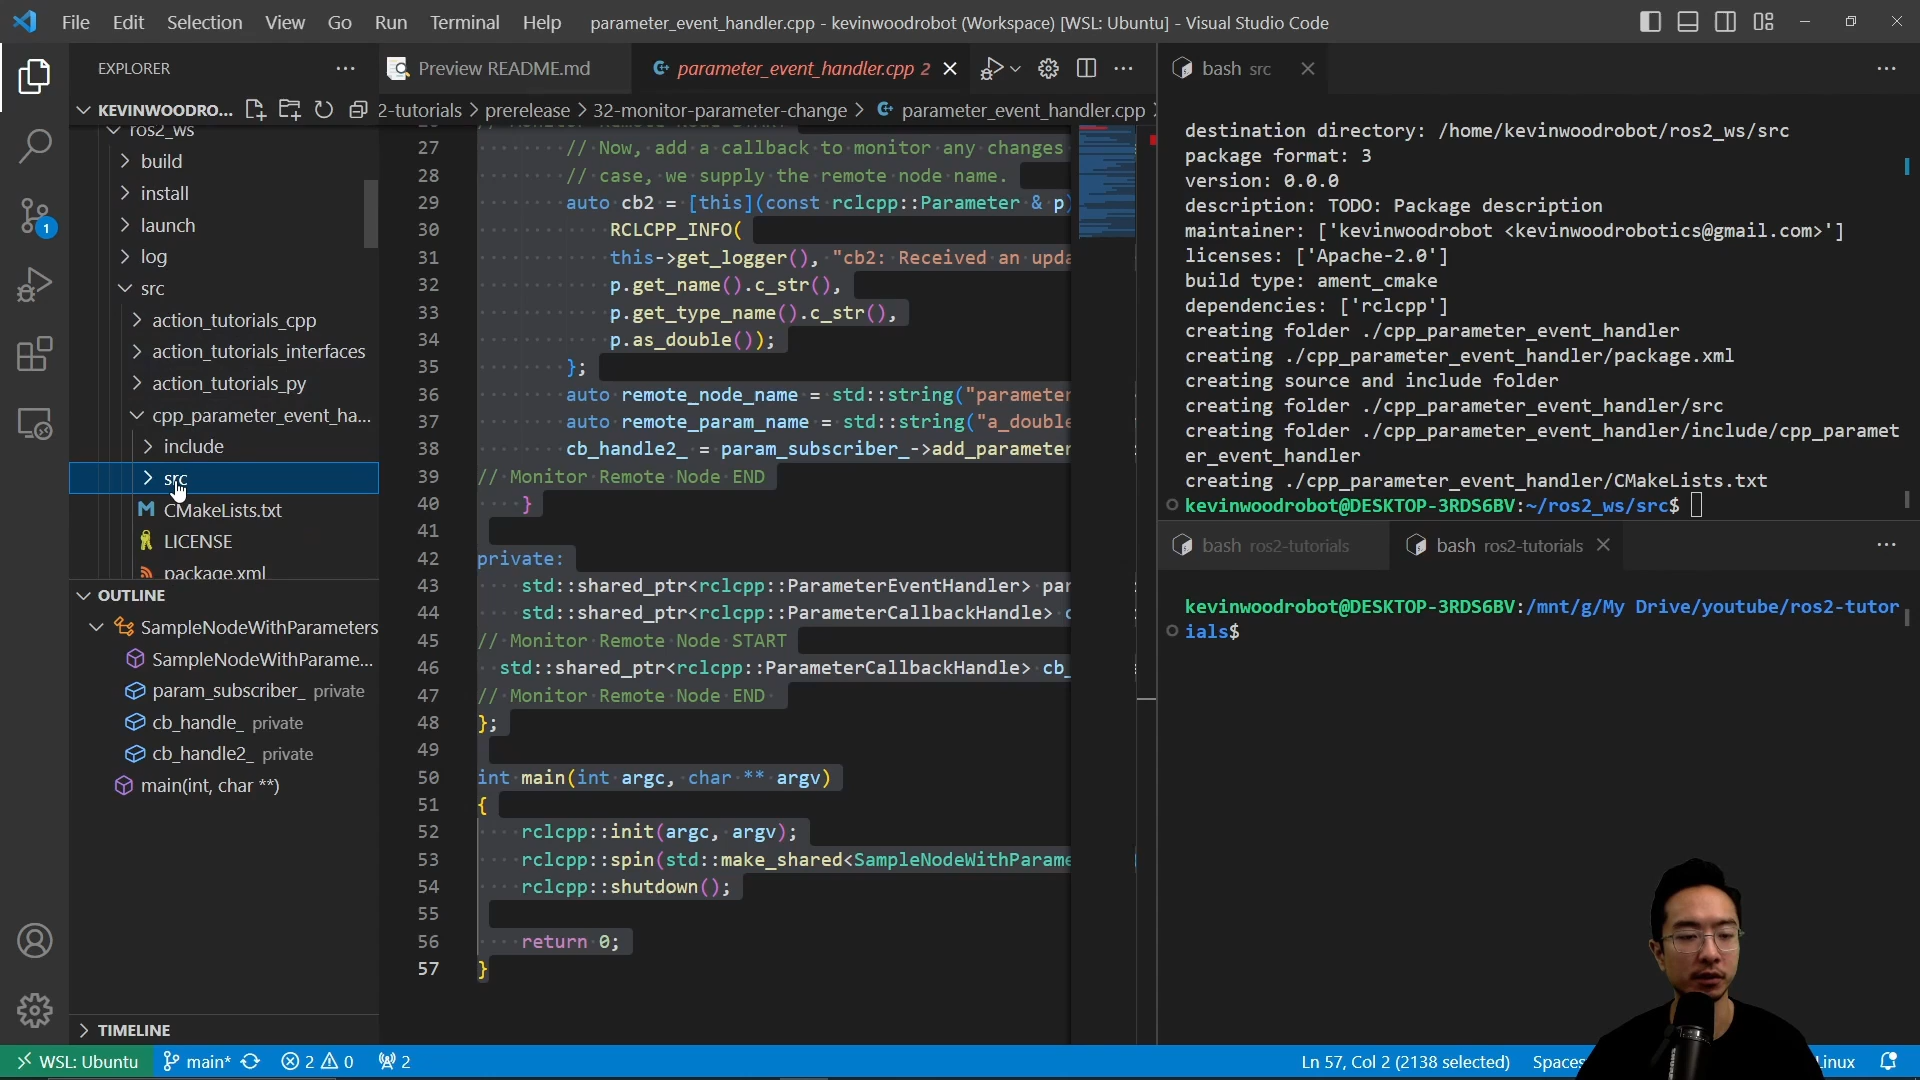 File Edit Selection View Go Run Terminal Help parameter_event_handler.cpp - kevinwoodrobot (Workspace) [WSL: Ubuntu] - Visual Studio Code
EXPLORER
KEVINWOODRO...
ros2_ws
build
install
launch
log
src
action_tutorials_cpp
action_tutorials_interfaces
action_tutorials_py
cpp_parameter_event_ha...
include
src
CMakeLists.txt
LICENSE
package.xml
OUTLINE
SampleNodeWithParameters
SampleNodeWithParame...
param_subscriber_ private
cb_handle_ private
cb_handle2_ private
main(int, char **)
TIMELINE
Preview README.md
parameter_event_handler.cpp 2
2-tutorials > prerelease > 32-monitor-parameter-change > parameter_event_handler.cpp
27 // Now, add a callback to monitor any changes
28 // case, we supply the remote node name.
29 auto cb2 = [this](const rclcpp::Parameter & p)
30 RCLCPP_INFO(
31 this->get_logger(), "cb2: Received an upda
32 p.get_name().c_str(),
33 p.get_type_name().c_str(),
34 p.as_double());
35 };
36 auto remote_node_name = std::string("parameter
37 auto remote_param_name = std::string("a_double
38 cb_handle2_ = param_subscriber_->add_parameter
39 // Monitor Remote Node END
40 }
41
42 private:
43 std::shared_ptr<rclcpp::ParameterEventHandler> par
44 std::shared_ptr<rclcpp::ParameterCallbackHandle> c
45 // Monitor Remote Node START
46 std::shared_ptr<rclcpp::ParameterCallbackHandle> cb_
47 // Monitor Remote Node END
48 };
49
50 int main(int argc, char ** argv)
51 {
52 rclcpp::init(argc, argv);
53 rclcpp::spin(std::make_shared<SampleNodeWithParame
54 rclcpp::shutdown();
55
56 return 0;
57 }
bash src
destination directory: /home/kevinwoodrobot/ros2_ws/src
package format: 3
version: 0.0.0
description: TODO: Package description
maintainer: ['kevinwoodrobot <kevinwoodrobotics@gmail.com>']
licenses: ['Apache-2.0']
build type: ament_cmake
dependencies: ['rclcpp']
creating folder ./cpp_parameter_event_handler
creating ./cpp_parameter_event_handler/package.xml
creating source and include folder
creating folder ./cpp_parameter_event_handler/src
creating folder ./cpp_parameter_event_handler/include/cpp_paramet
er_event_handler
creating ./cpp_parameter_event_handler/CMakeLists.txt
kevinwoodrobot@DESKTOP-3RDS6BV:~/ros2_ws/src$
bash ros2-tutorials bash ros2-tutorials
kevinwoodrobot@DESKTOP-3RDS6BV:/mnt/g/My Drive/youtube/ros2-tutor
ials$
1
WSL: Ubuntu main* 2 0 2 Ln 57, Col 2 (2138 selected) Spaces Linux